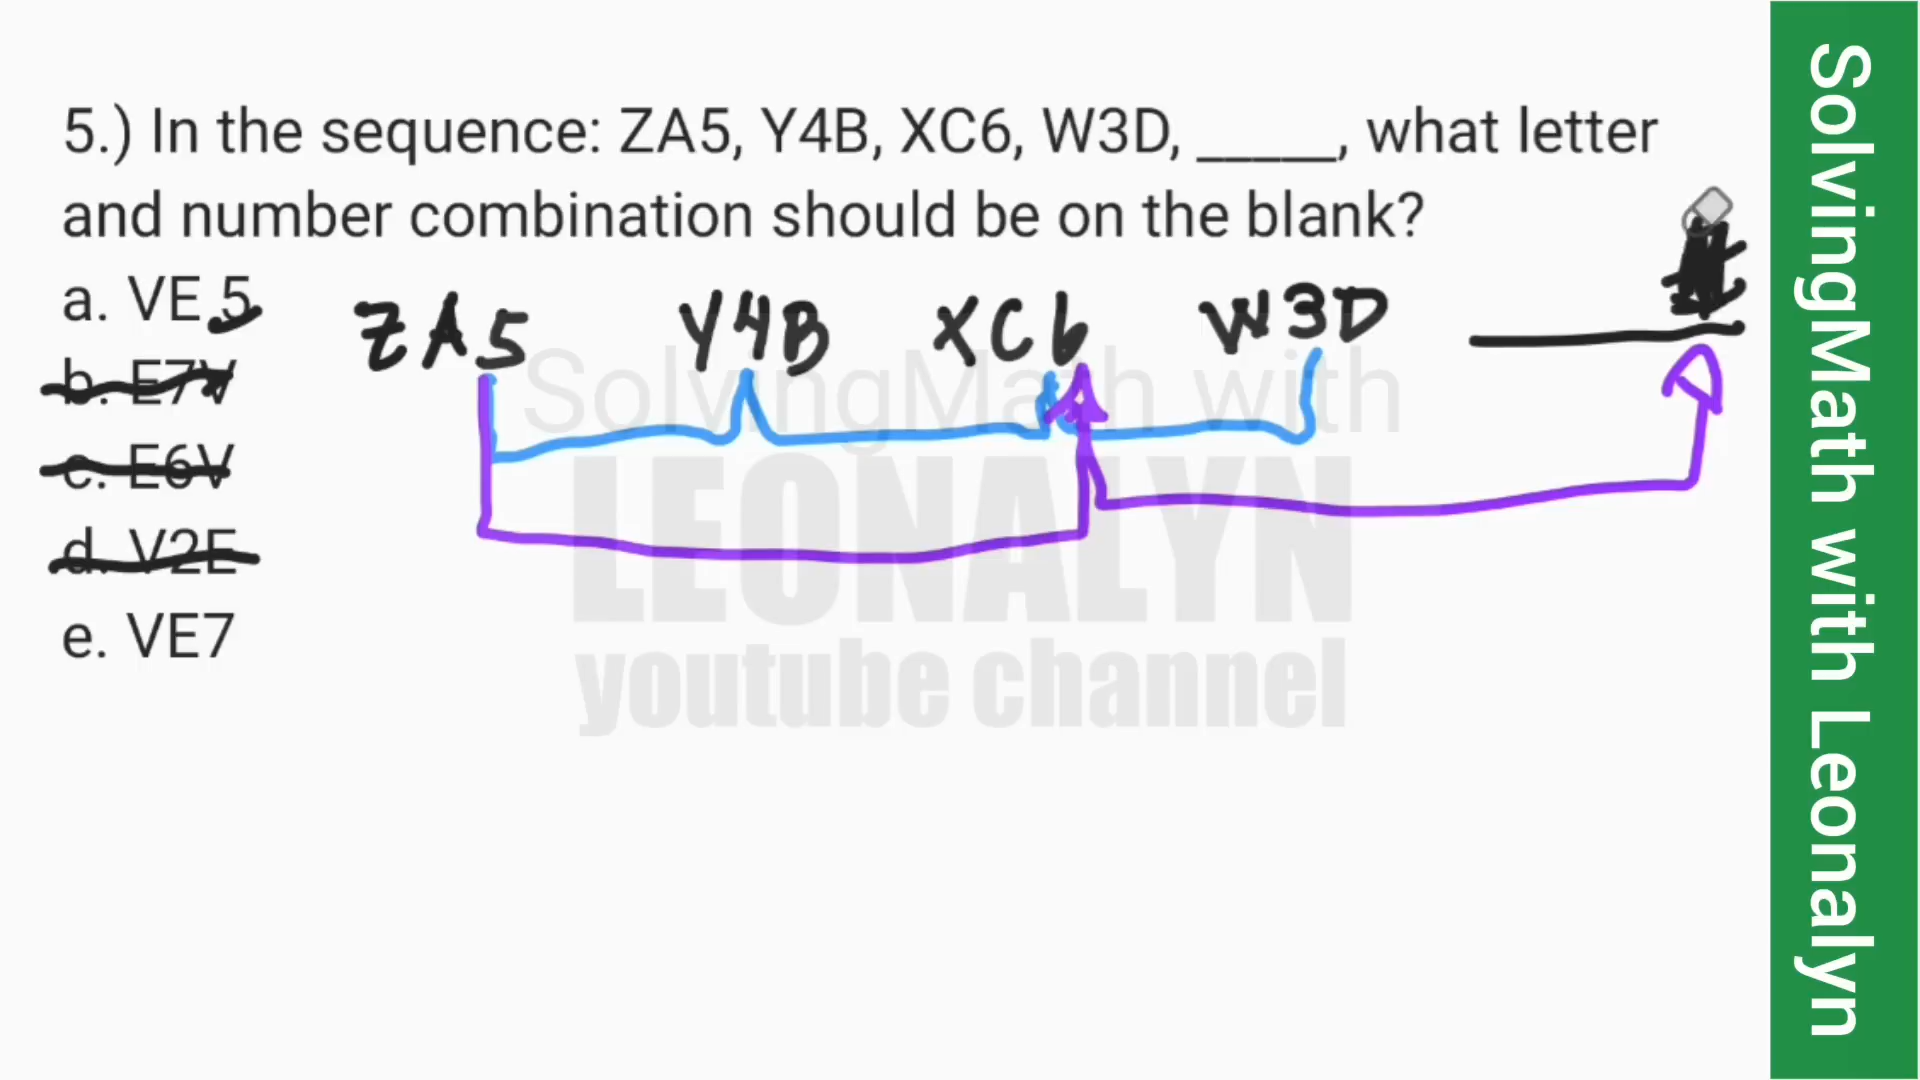 5.) In the sequence: ZA5, Y4B, XC6, W3D, _____, what letter
and number combination should be on the blank?
a. VE 5
b. E7V
c. E6V
d. V2E
e. VE7
ZA5 Y4B XC6 W3D
SolvingMath with
LEONALYN
youtube channel
SolvingMath with Leonalyn